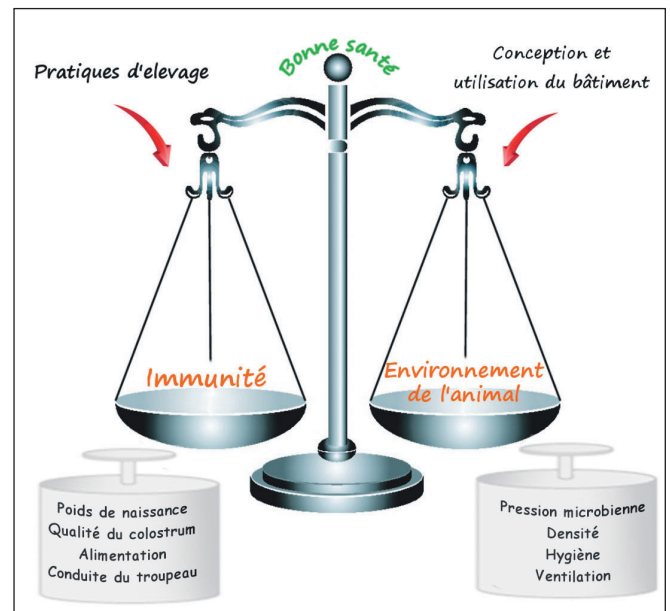 Bonne santé
Pratiques d'elevage
Conception et
utilisation du bâtiment
Immunité
Environnement
de l'animal
Poids de naissance
Qualité du colostrum
Alimentation
Conduite du troupeau
Pression microbienne
Densité
Hygiène
Ventilation